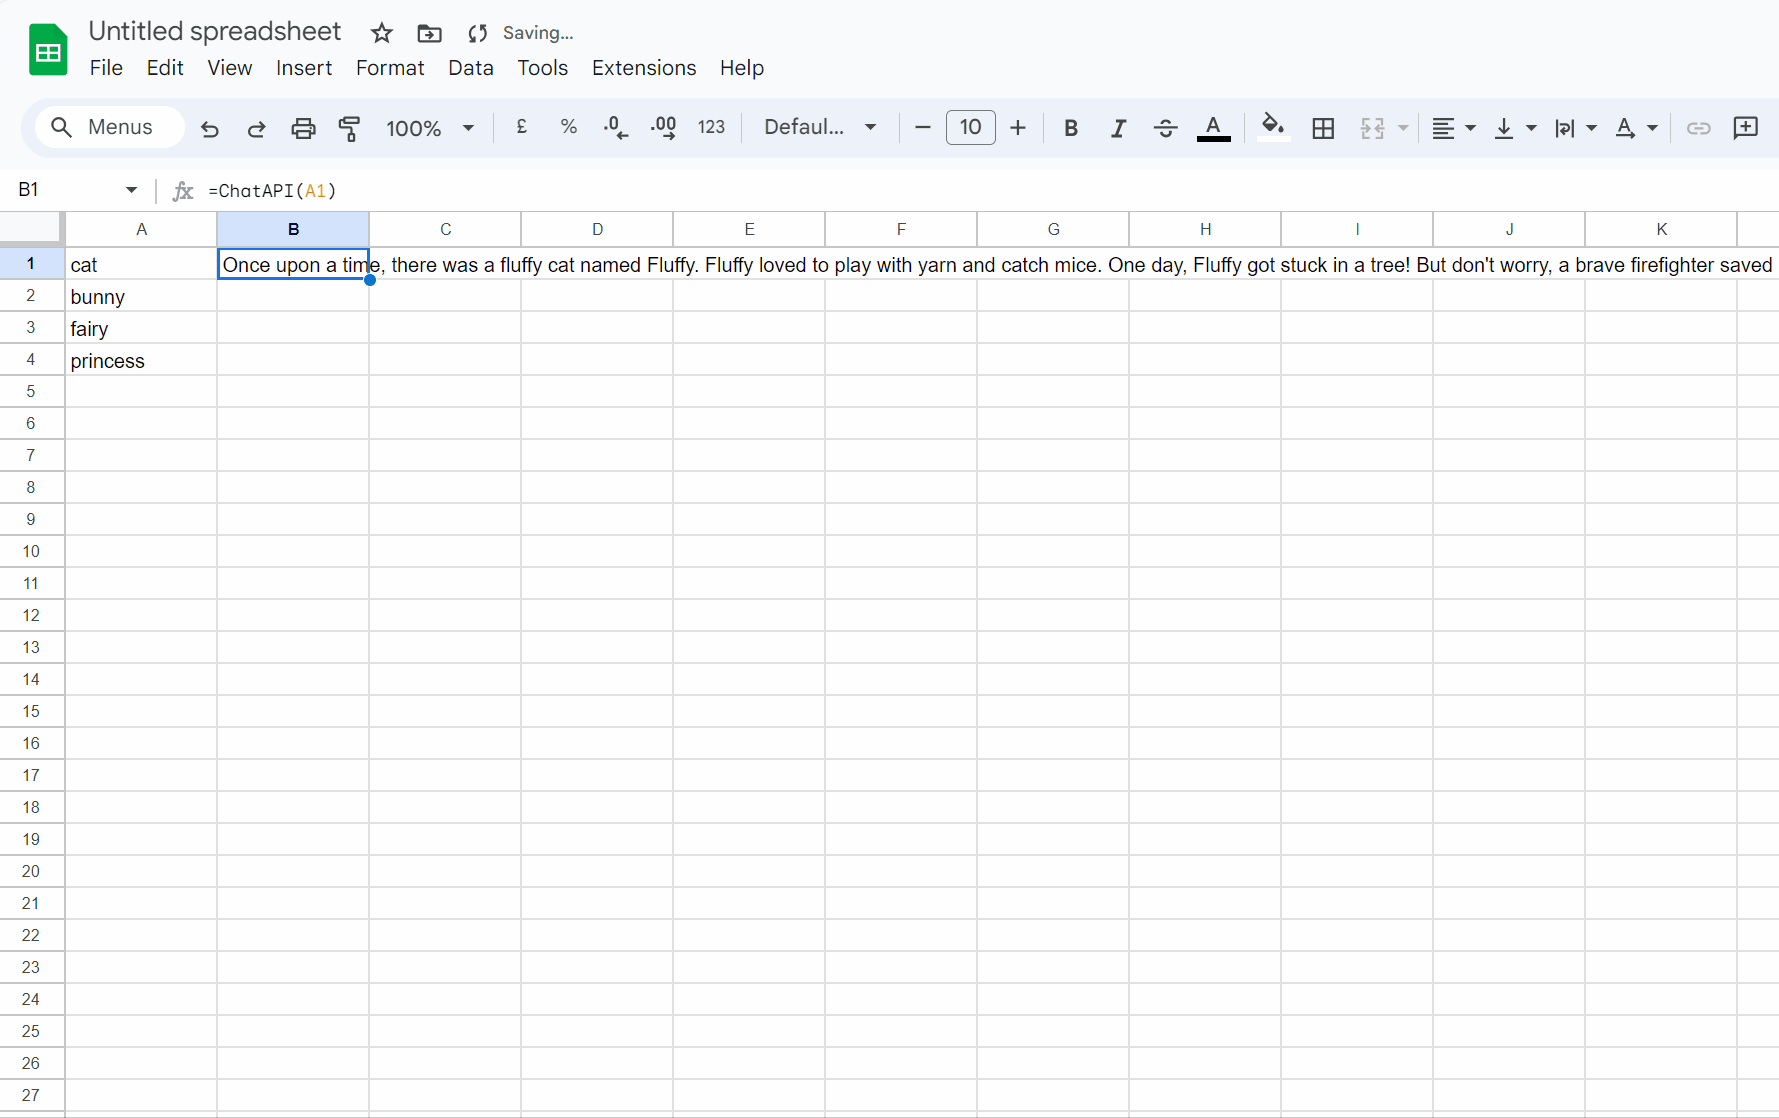 Untitled spreadsheet Saving...
File Edit View Insert Format Data Tools Extensions Help
Menus 100% £ % .0 .00 123 Defaul... 10 B I S A A
B1 fx =ChatAPI(A1)
A B C D E F G H I J K
1 cat Once upon a time, there was a fluffy cat named Fluffy. Fluffy loved to play with yarn and catch mice. One day, Fluffy got stuck in a tree! But don't worry, a brave firefighter saved
2 bunny
3 fairy
4 princess
5
6
7
8
9
10
11
12
13
14
15
16
17
18
19
20
21
22
23
24
25
26
27